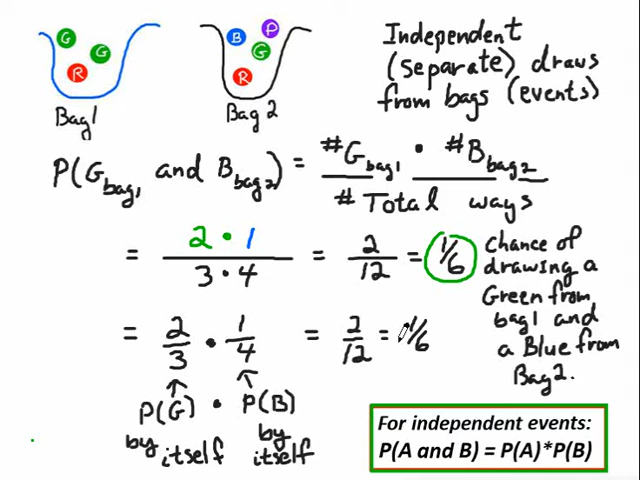 G G R
B P G R
Bag 1
Bag 2
Independent
(separate) draws
from bags (events)
P(G bag1 and B bag2) = #G bag1 • #B bag2
# Total ways
= 2 • 1 / 3 • 4 = 2/12 = 1/6
Chance of
drawing a
Green from
bag1 and
a Blue from
Bag 2.
= 2/3 • 1/4 = 2/12 = 1/6
P(G) • P(B)
by itself
by itself
For independent events:
P(A and B) = P(A)*P(B)